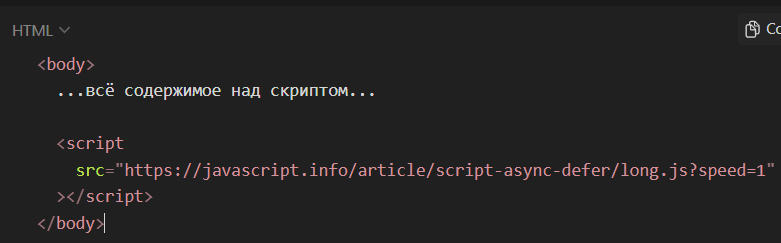 HTML
Co
<body>
...всё содержимое над скриптом...
<script
src="https://javascript.info/article/script-async-defer/long.js?speed=1"
></script>
</body>